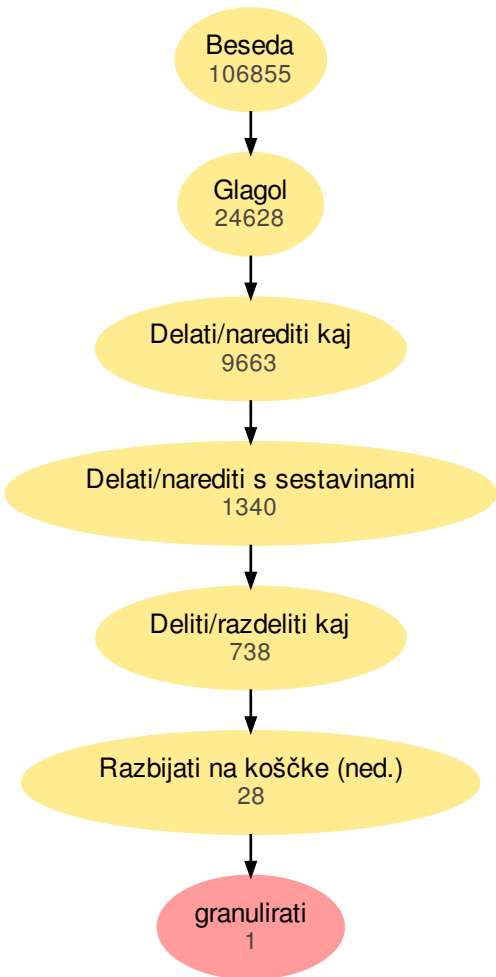 Beseda
106855
Glagol
24628
Delati/narediti kaj
9663
Delati/narediti s sestavinami
1340
Deliti/razdeliti kaj
738
Razbijati na koščke (ned.)
28
granulirati
1